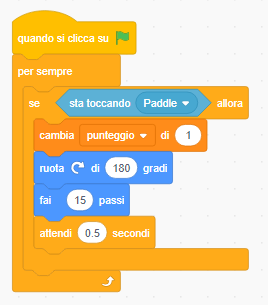 quando si clicca su
per sempre
se sta toccando Paddle allora
cambia punteggio di 1
ruota di 180 gradi
fai 15 passi
attendi 0.5 secondi